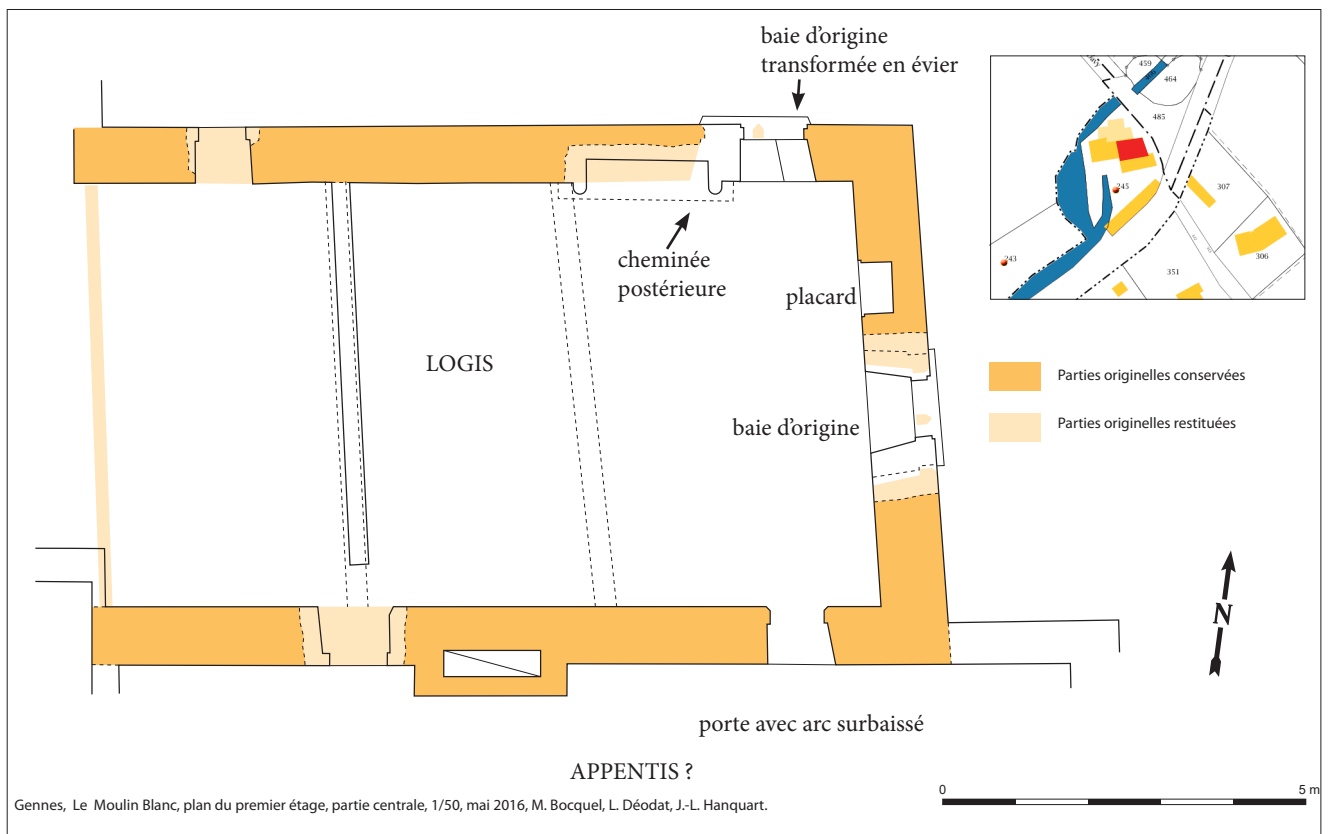 baie d'origine
transformée en évier
459
464
485
245
307
243
306
351
cheminée
postérieure
placard
LOGIS
baie d'origine
Parties originelles conservées
Parties originelles restituées
N
porte avec arc surbaissé
APPENTIS ?
Gennes, Le Moulin Blanc, plan du premier étage, partie centrale, 1/50, mai 2016, M. Bocquel, L. Déodat, J.-L. Hanquart.
0
5 m